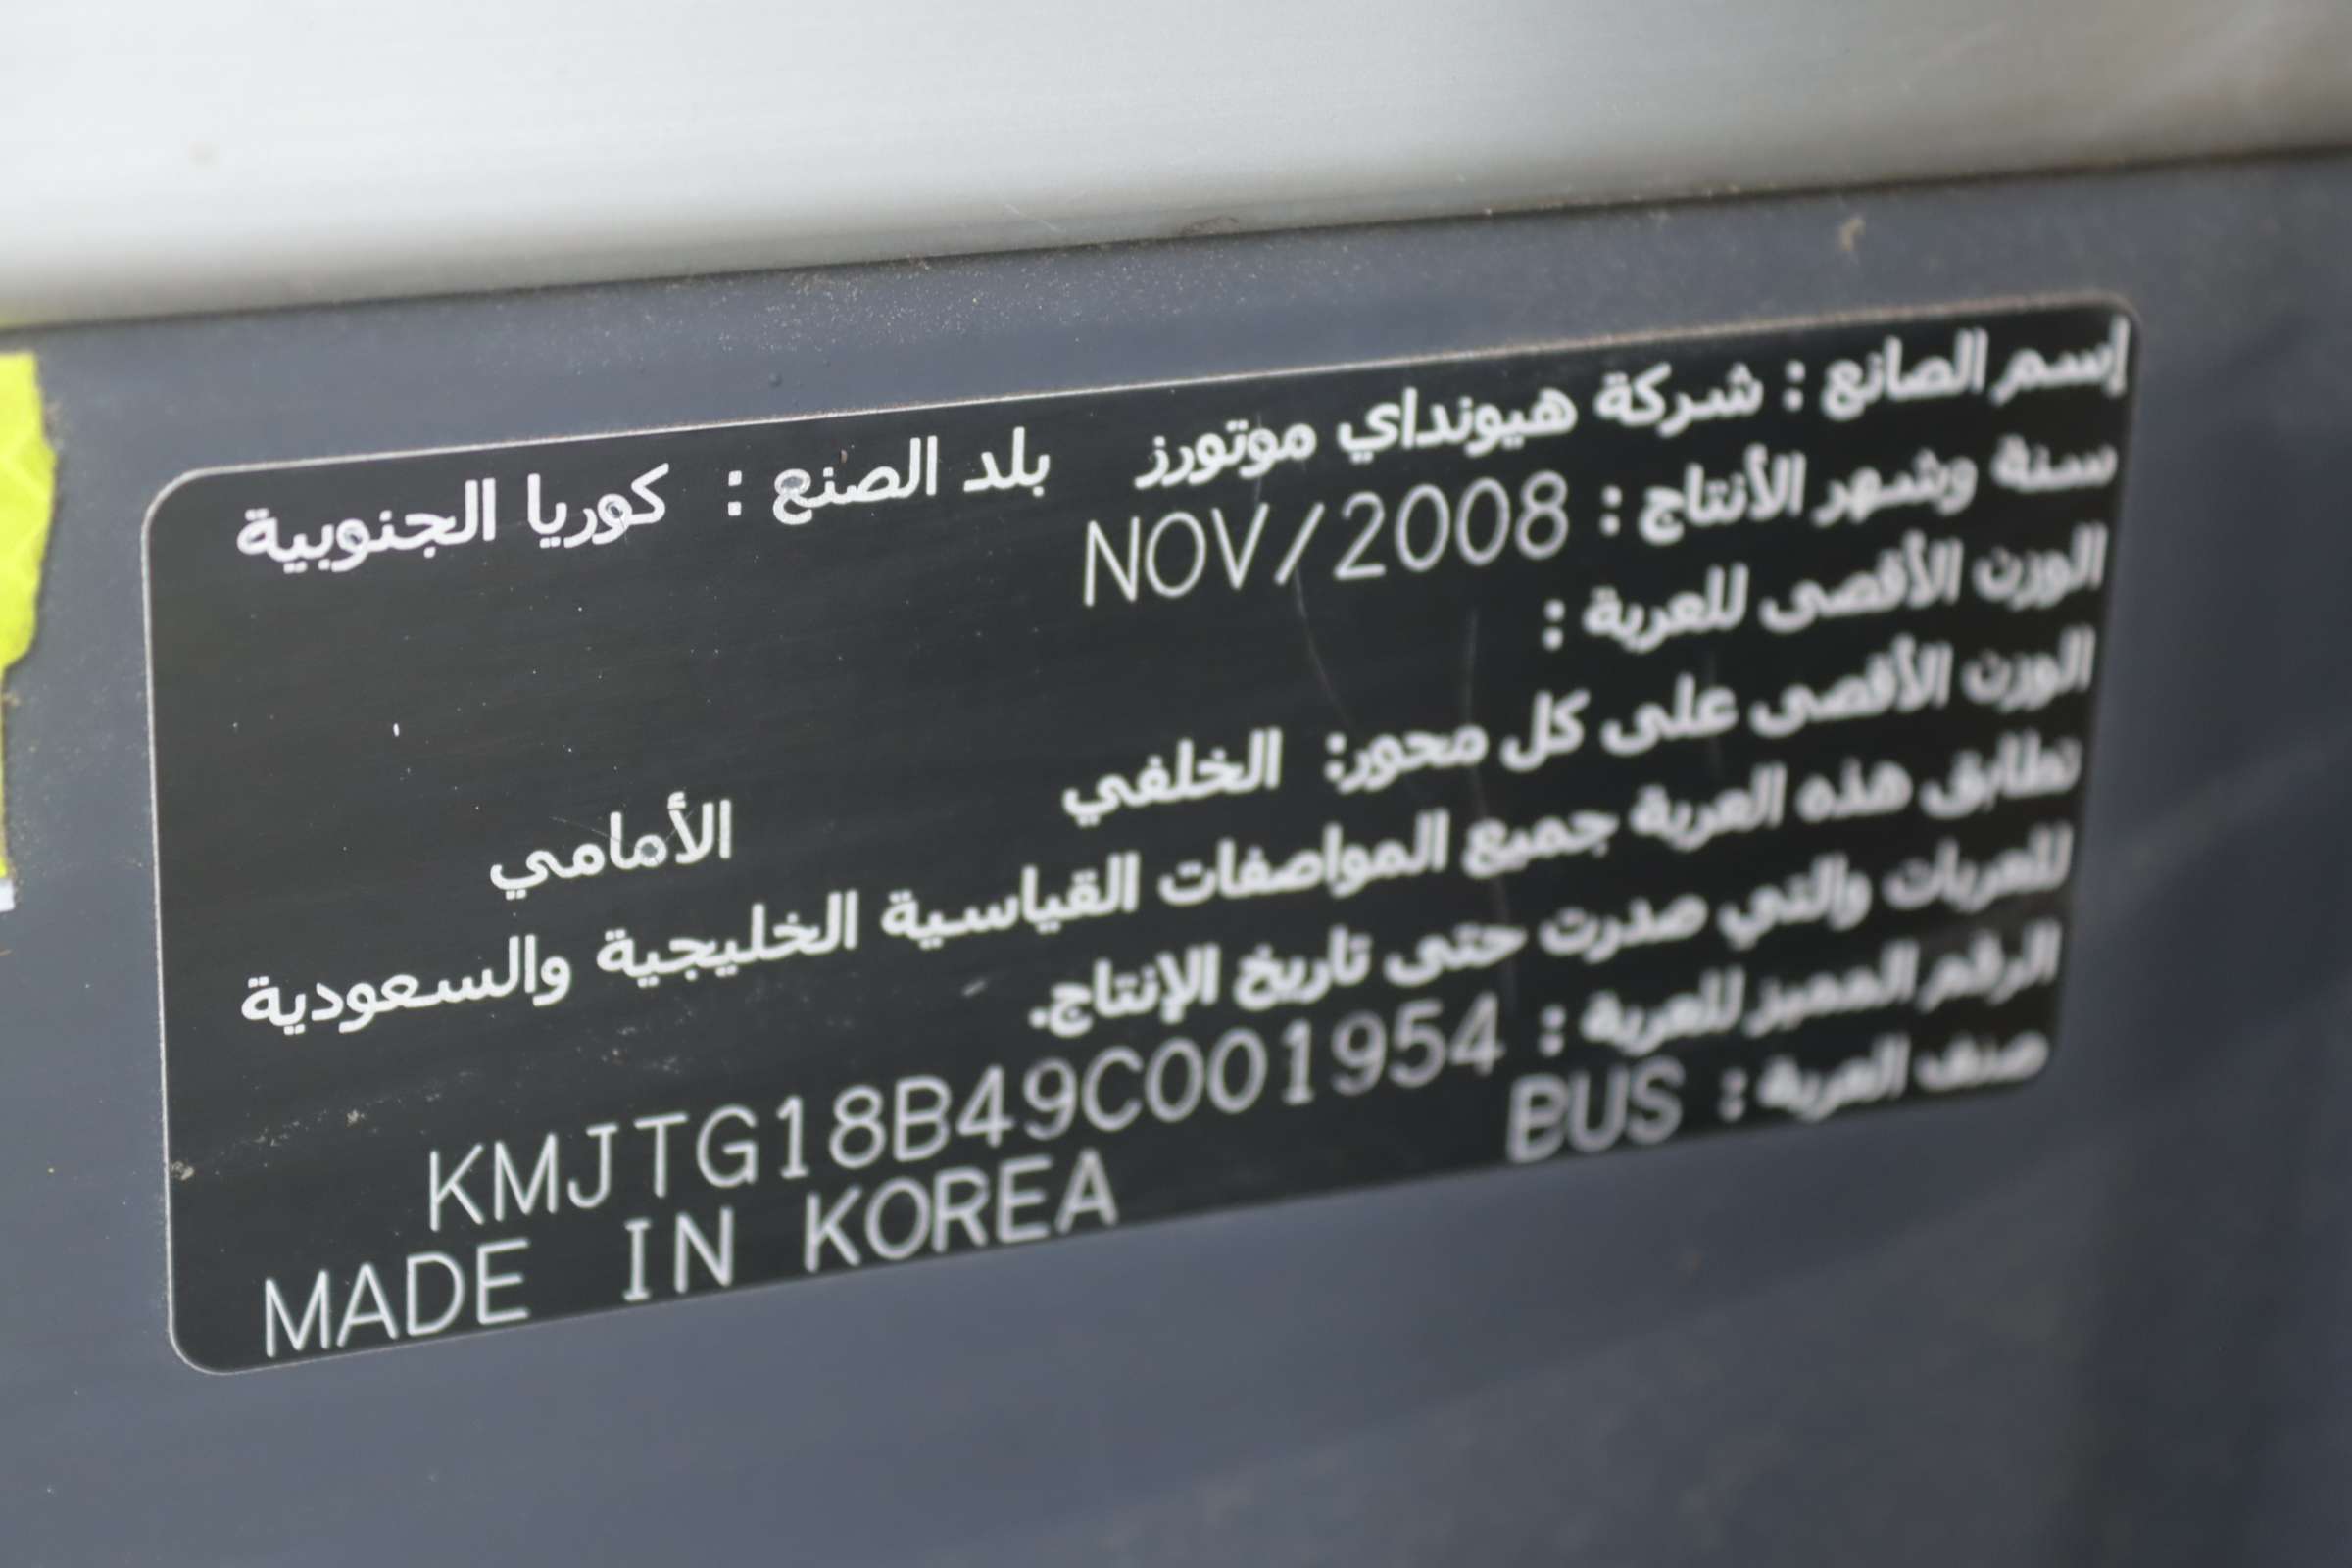 إسم الصانع : شركة هيونداي موتورز بلد الصنع : كوريا الجنوبية
سنة وشهر الأنتاج : NOV/2008
الوزن الأقصى للعربة :
الوزن الأقصى على كل محور: الخلفي الأمامي
تطابق هذه العربة جميع المواصفات القياسية الخليجية والسعودية
للعربات والتي صدرت حتى تاريخ الإنتاج.
الرقم المميز للعربة : KMJTG18B49C001954
صنف العربة : BUS MADE IN KOREA